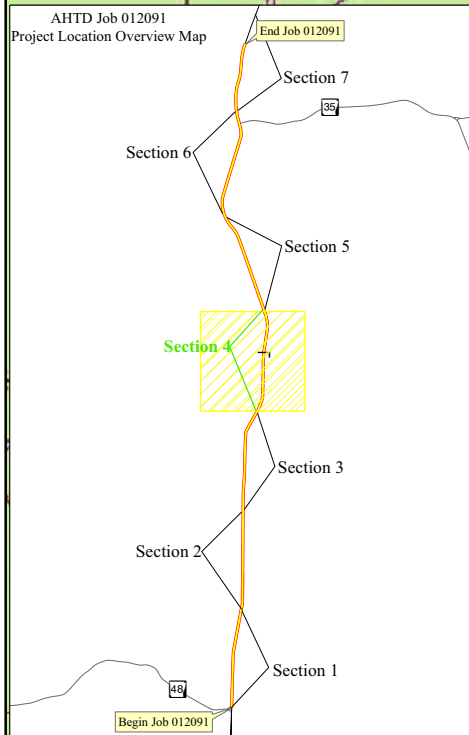 AHTD Job 012091
Project Location Overview Map
End Job 012091
Section 7
35
Section 6
Section 5
Section 4
Section 3
Section 2
Section 1
48
Begin Job 012091